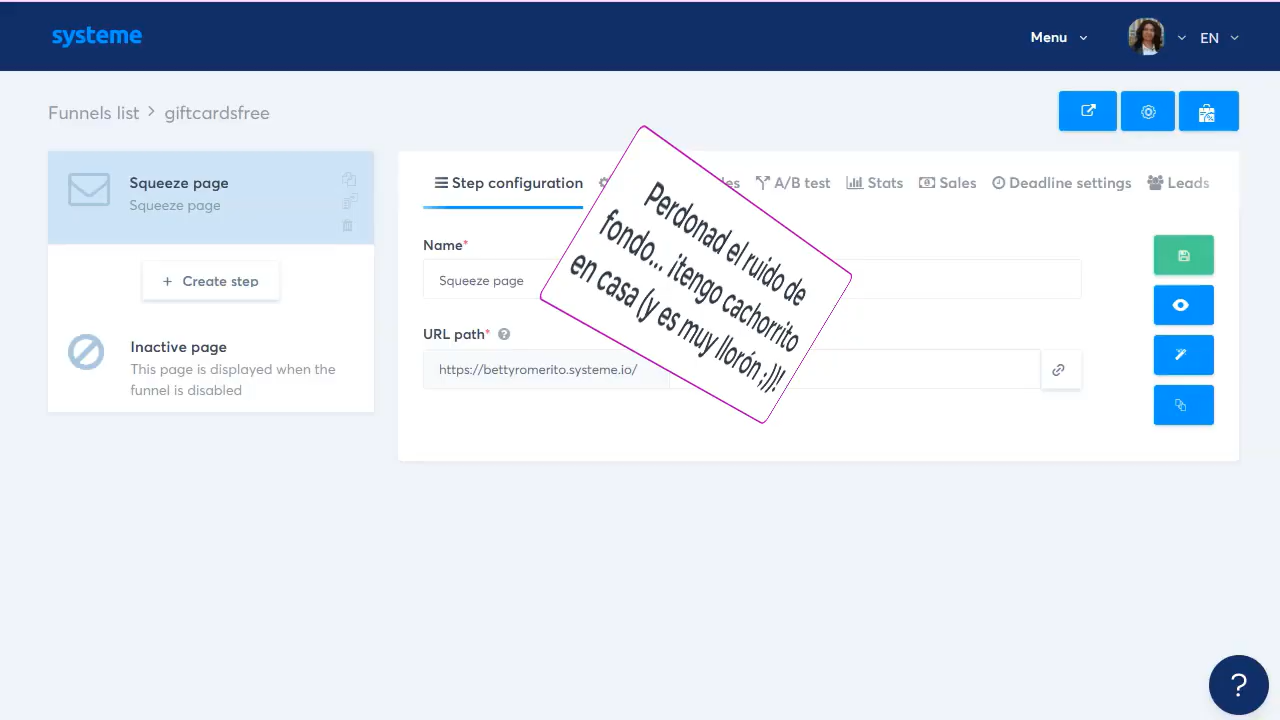 systeme
Menu
EN
Funnels list > giftcardsfree
Squeeze page
Squeeze page
+ Create step
Inactive page
This page is displayed when the
funnel is disabled
Step configuration
A/B test
Stats
Sales
Deadline settings
Leads
Name*
Squeeze page
URL path* ?
https://bettyromerito.systeme.io/
Perdonad el ruido de
fondo... ¡tengo cachorrito
en casa (y es muy llorón ;))!
?